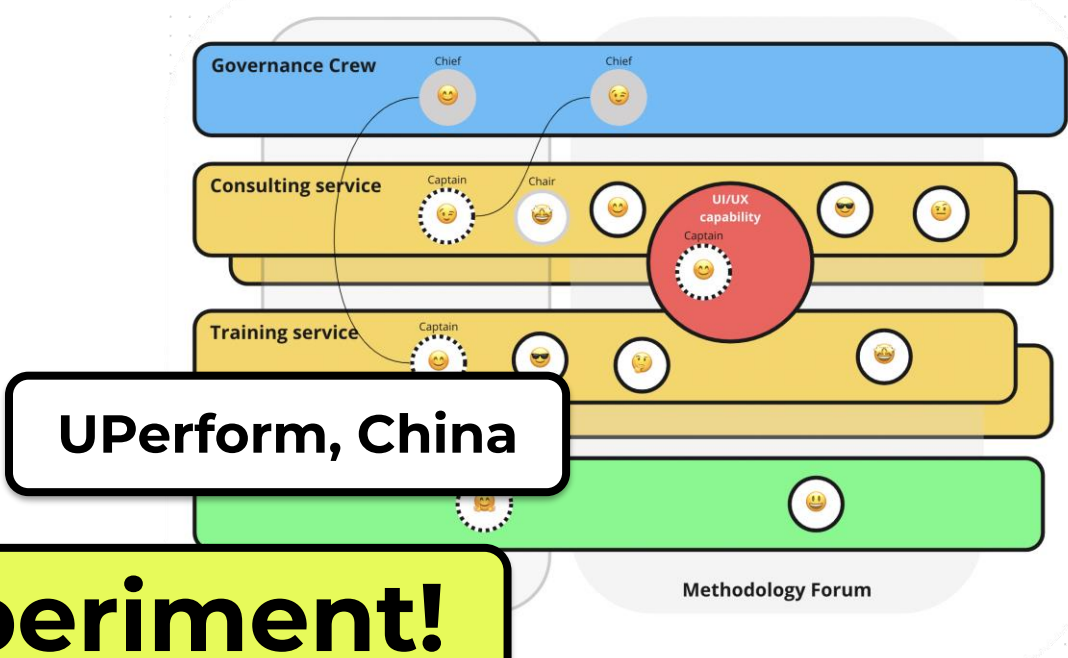 Governance Crew
Chief
Chief
Consulting service
Captain
Chair
UI/UX
capability
Captain
Training service
Captain
UPerform, China
Methodology Forum